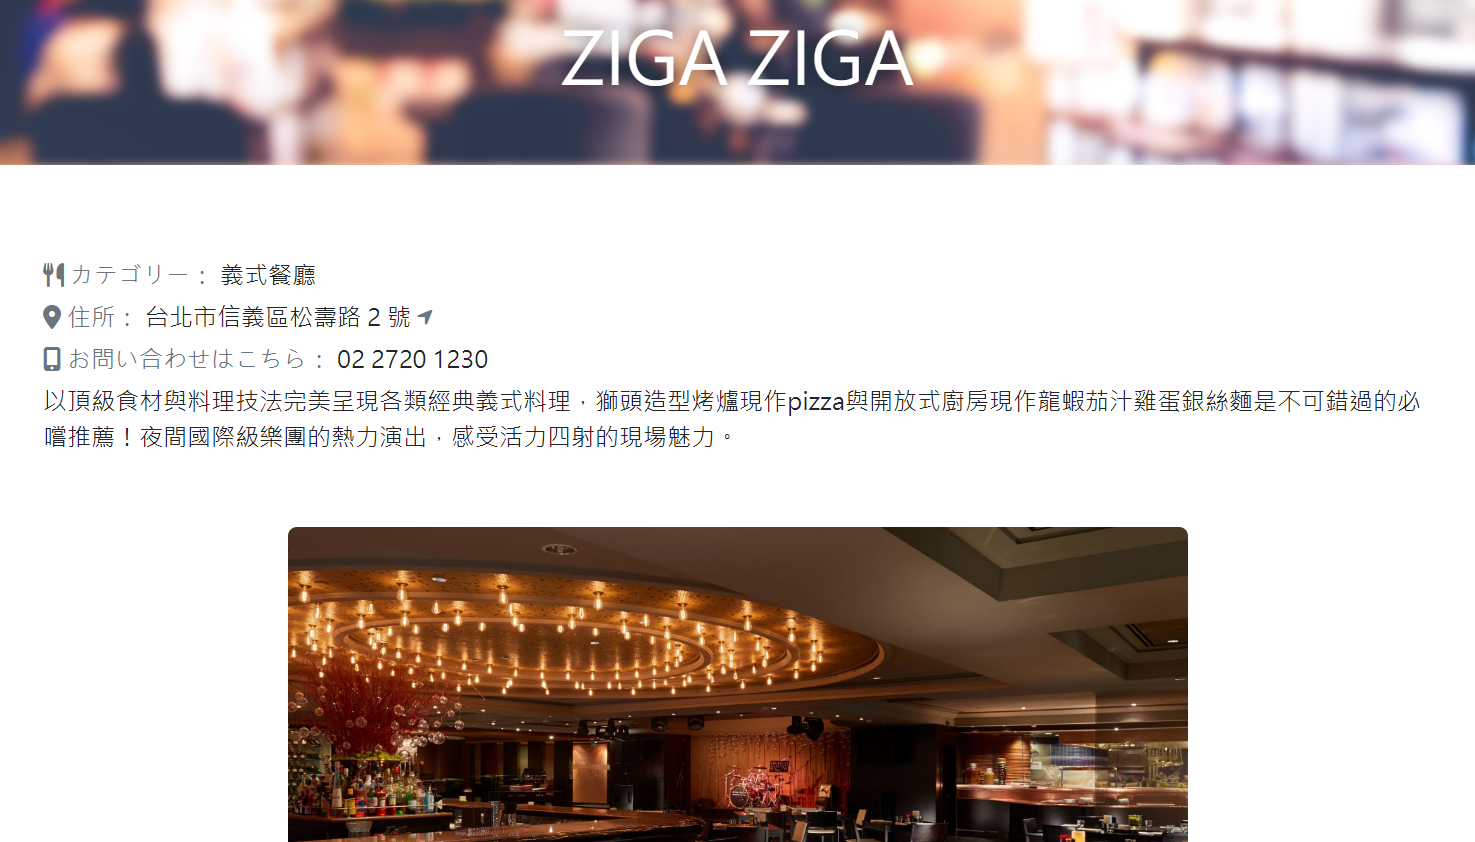 ZIGA ZIGA
カテゴリー： 義式餐廳
住所： 台北市信義區松壽路 2 號
お問い合わせはこちら： 02 2720 1230
以頂級食材與料理技法完美呈現各類經典義式料理，獅頭造型烤爐現作pizza與開放式廚房現作龍蝦茄汁雞蛋銀絲麵是不可錯過的必
嚐推薦！夜間國際級樂團的熱力演出，感受活力四射的現場魅力。